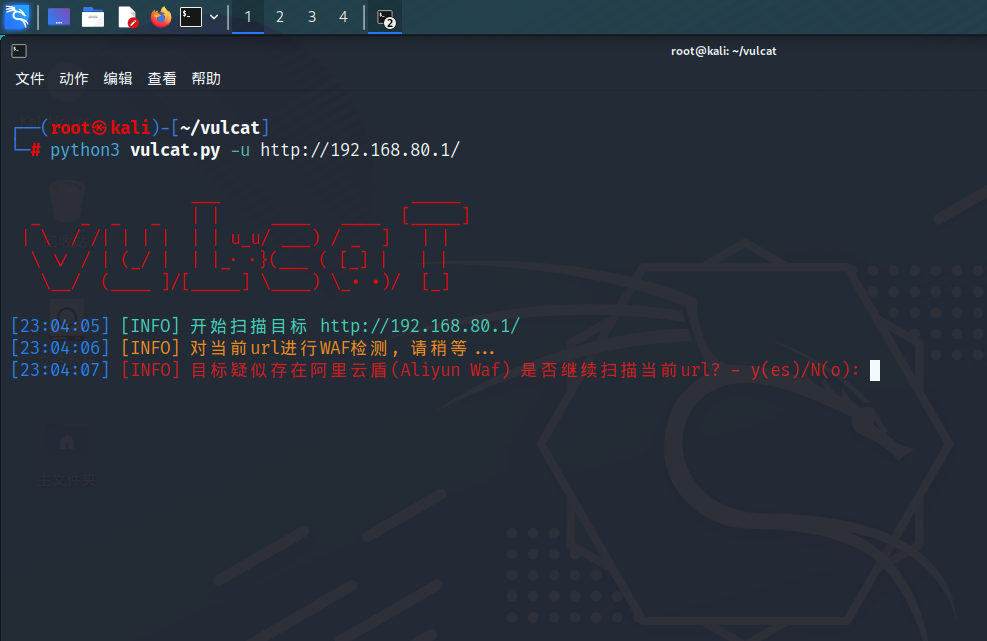 1 2 3 4 2
root@kali: ~/vulcat
文件 动作 编辑 查看 帮助
┌──(root㉿kali)-[~/vulcat]
└─# python3 vulcat.py -u http://192.168.80.1/
[23:04:05] [INFO] 开始扫描目标 http://192.168.80.1/
[23:04:06] [INFO] 对当前url进行WAF检测, 请稍等...
[23:04:07] [INFO] 目标疑似存在阿里云盾(Aliyun Waf) 是否继续扫描当前url? - y(es)/N(o):
主文件夹